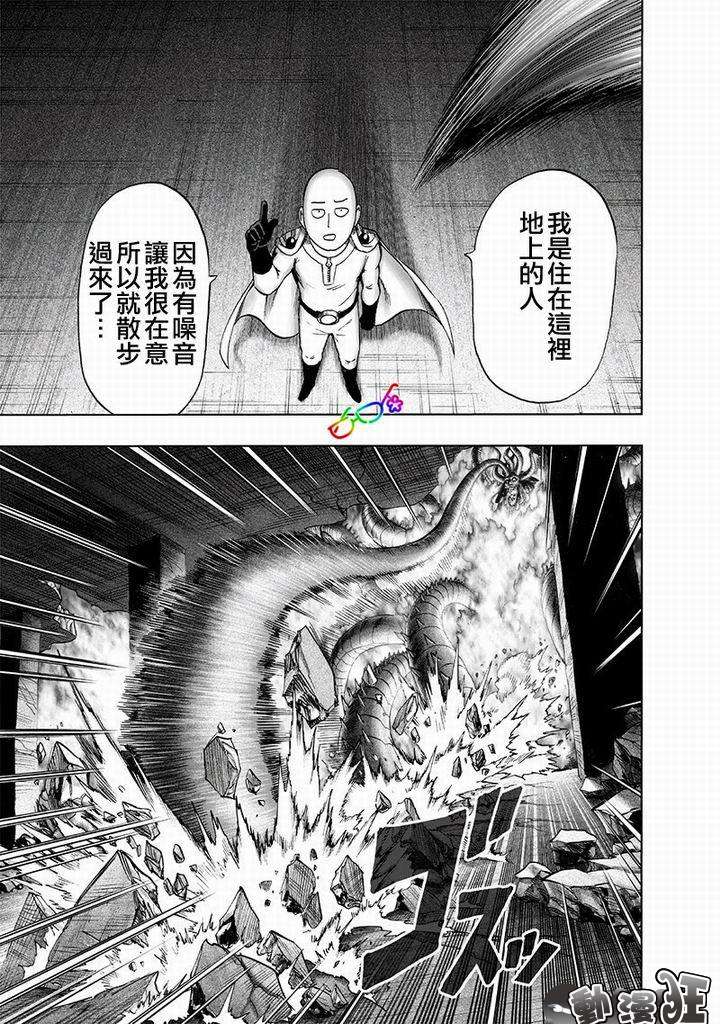 我是住在這裡
地上的人
因為有噪音
讓我很在意
所以就散步
過來了…
ゴガッ
動漫狂